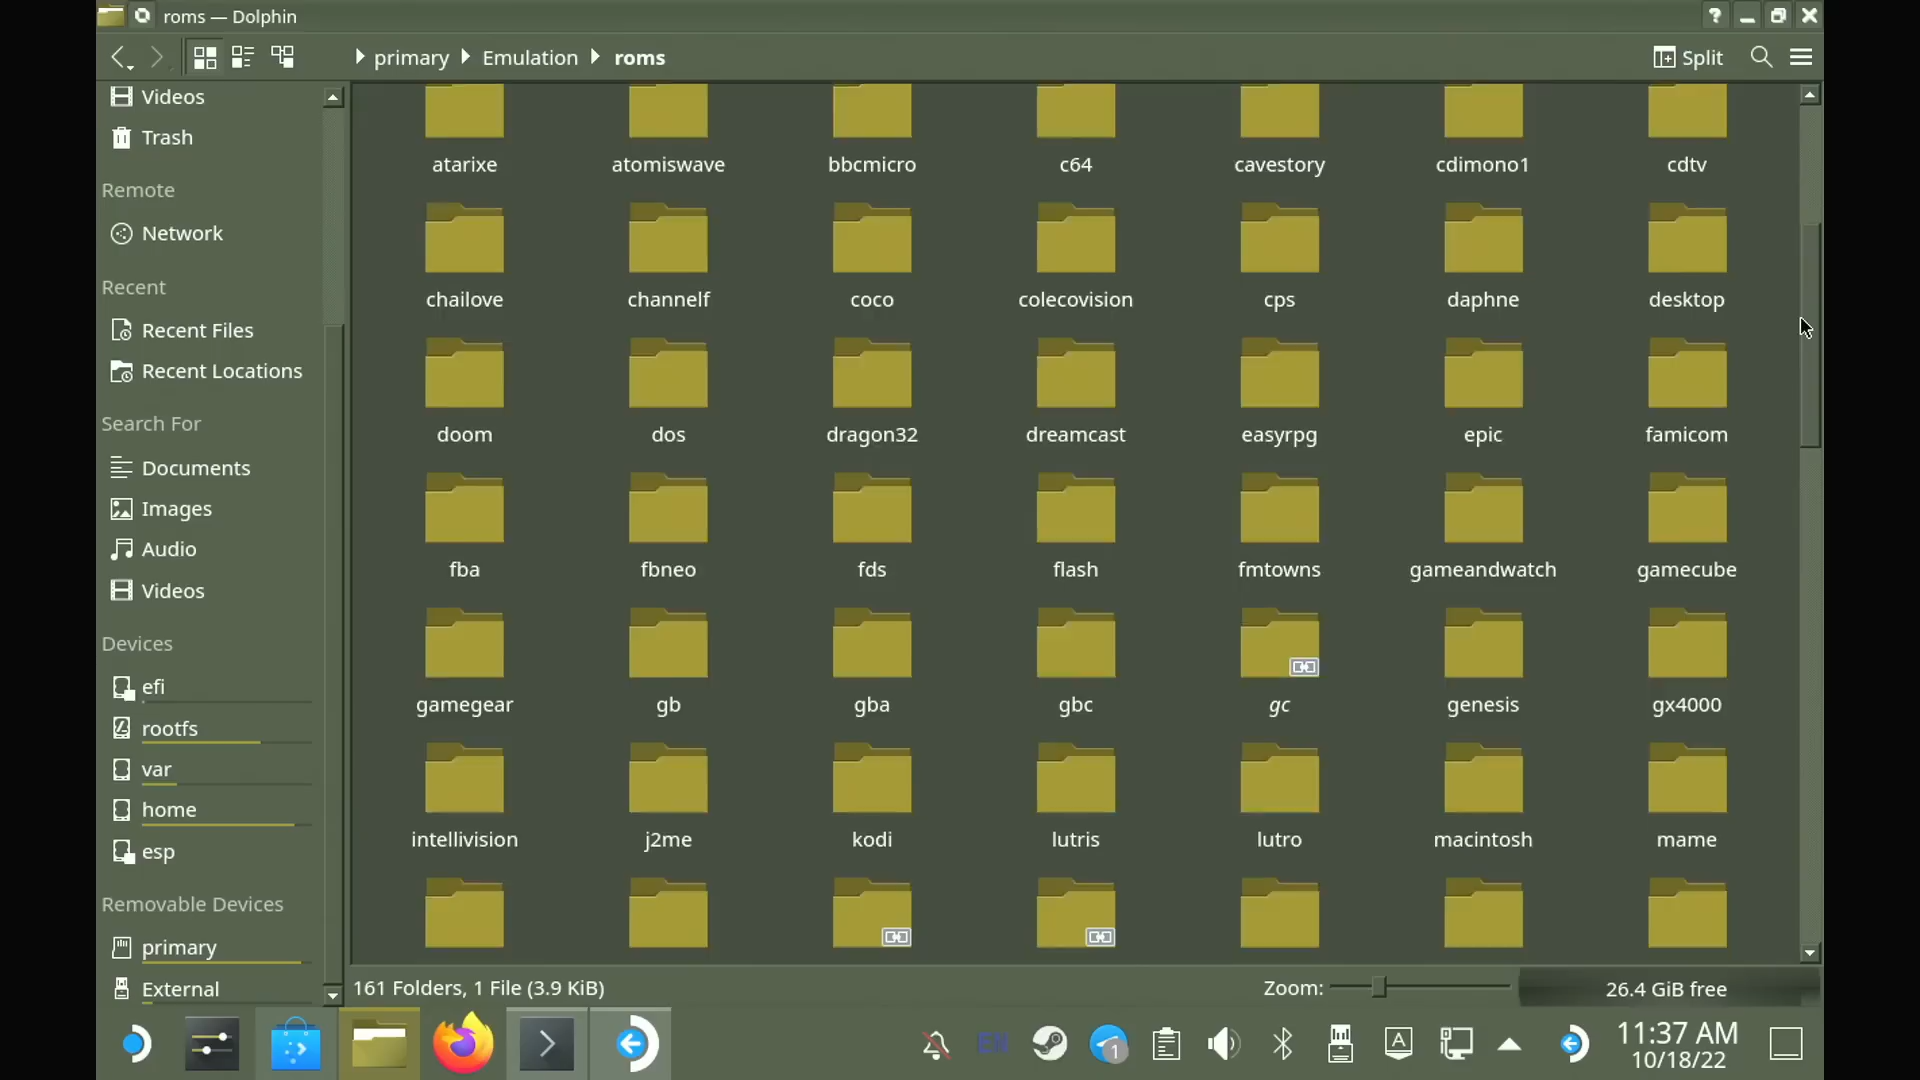 roms — Dolphin
primary Emulation roms
Split
Videos
Trash
Remote
Network
Recent
Recent Files
Recent Locations
Search For
Documents
Images
Audio
Videos
Devices
efi
rootfs
var
home
esp
Removable Devices
primary
External
atarixe atomiswave bbcmicro c64 cavestory cdimono1 cdtv
chailove channelf coco colecovision cps daphne desktop
doom dos dragon32 dreamcast easyrpg epic famicom
fba fbneo fds flash fmtowns gameandwatch gamecube
gamegear gb gba gbc gc genesis gx4000
intellivision j2me kodi lutris lutro macintosh mame
161 Folders, 1 File (3.9 KiB)
Zoom:
26.4 GiB free
EN
1
A
11:37 AM
10/18/22